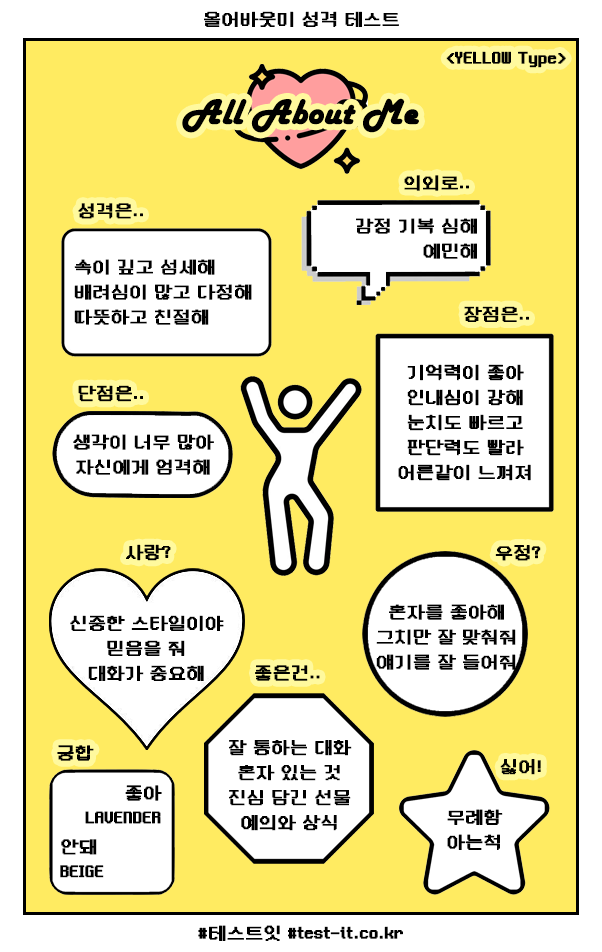 올어바웃미 성격 테스트
<YELLOW Type>
All About Me
의외로..
감정 기복 심해
예민해
성격은..
속이 깊고 섬세해
배려심이 많고 다정해
따뜻하고 친절해
장점은..
기억력이 좋아
인내심이 강해
눈치도 빠르고
판단력도 빨라
어른같이 느껴져
단점은..
생각이 너무 많아
자신에게 엄격해
사랑?
신중한 스타일이야
믿음을 줘
대화가 중요해
우정?
혼자를 좋아해
그치만 잘 맞춰줘
얘기를 잘 들어줘
좋은건..
잘 통하는 대화
혼자 있는 것
진심 담긴 선물
예의와 상식
궁합
좋아
LAVENDER
안돼
BEIGE
싫어!
무례함
아는척
#테스트잇 #test-it.co.kr